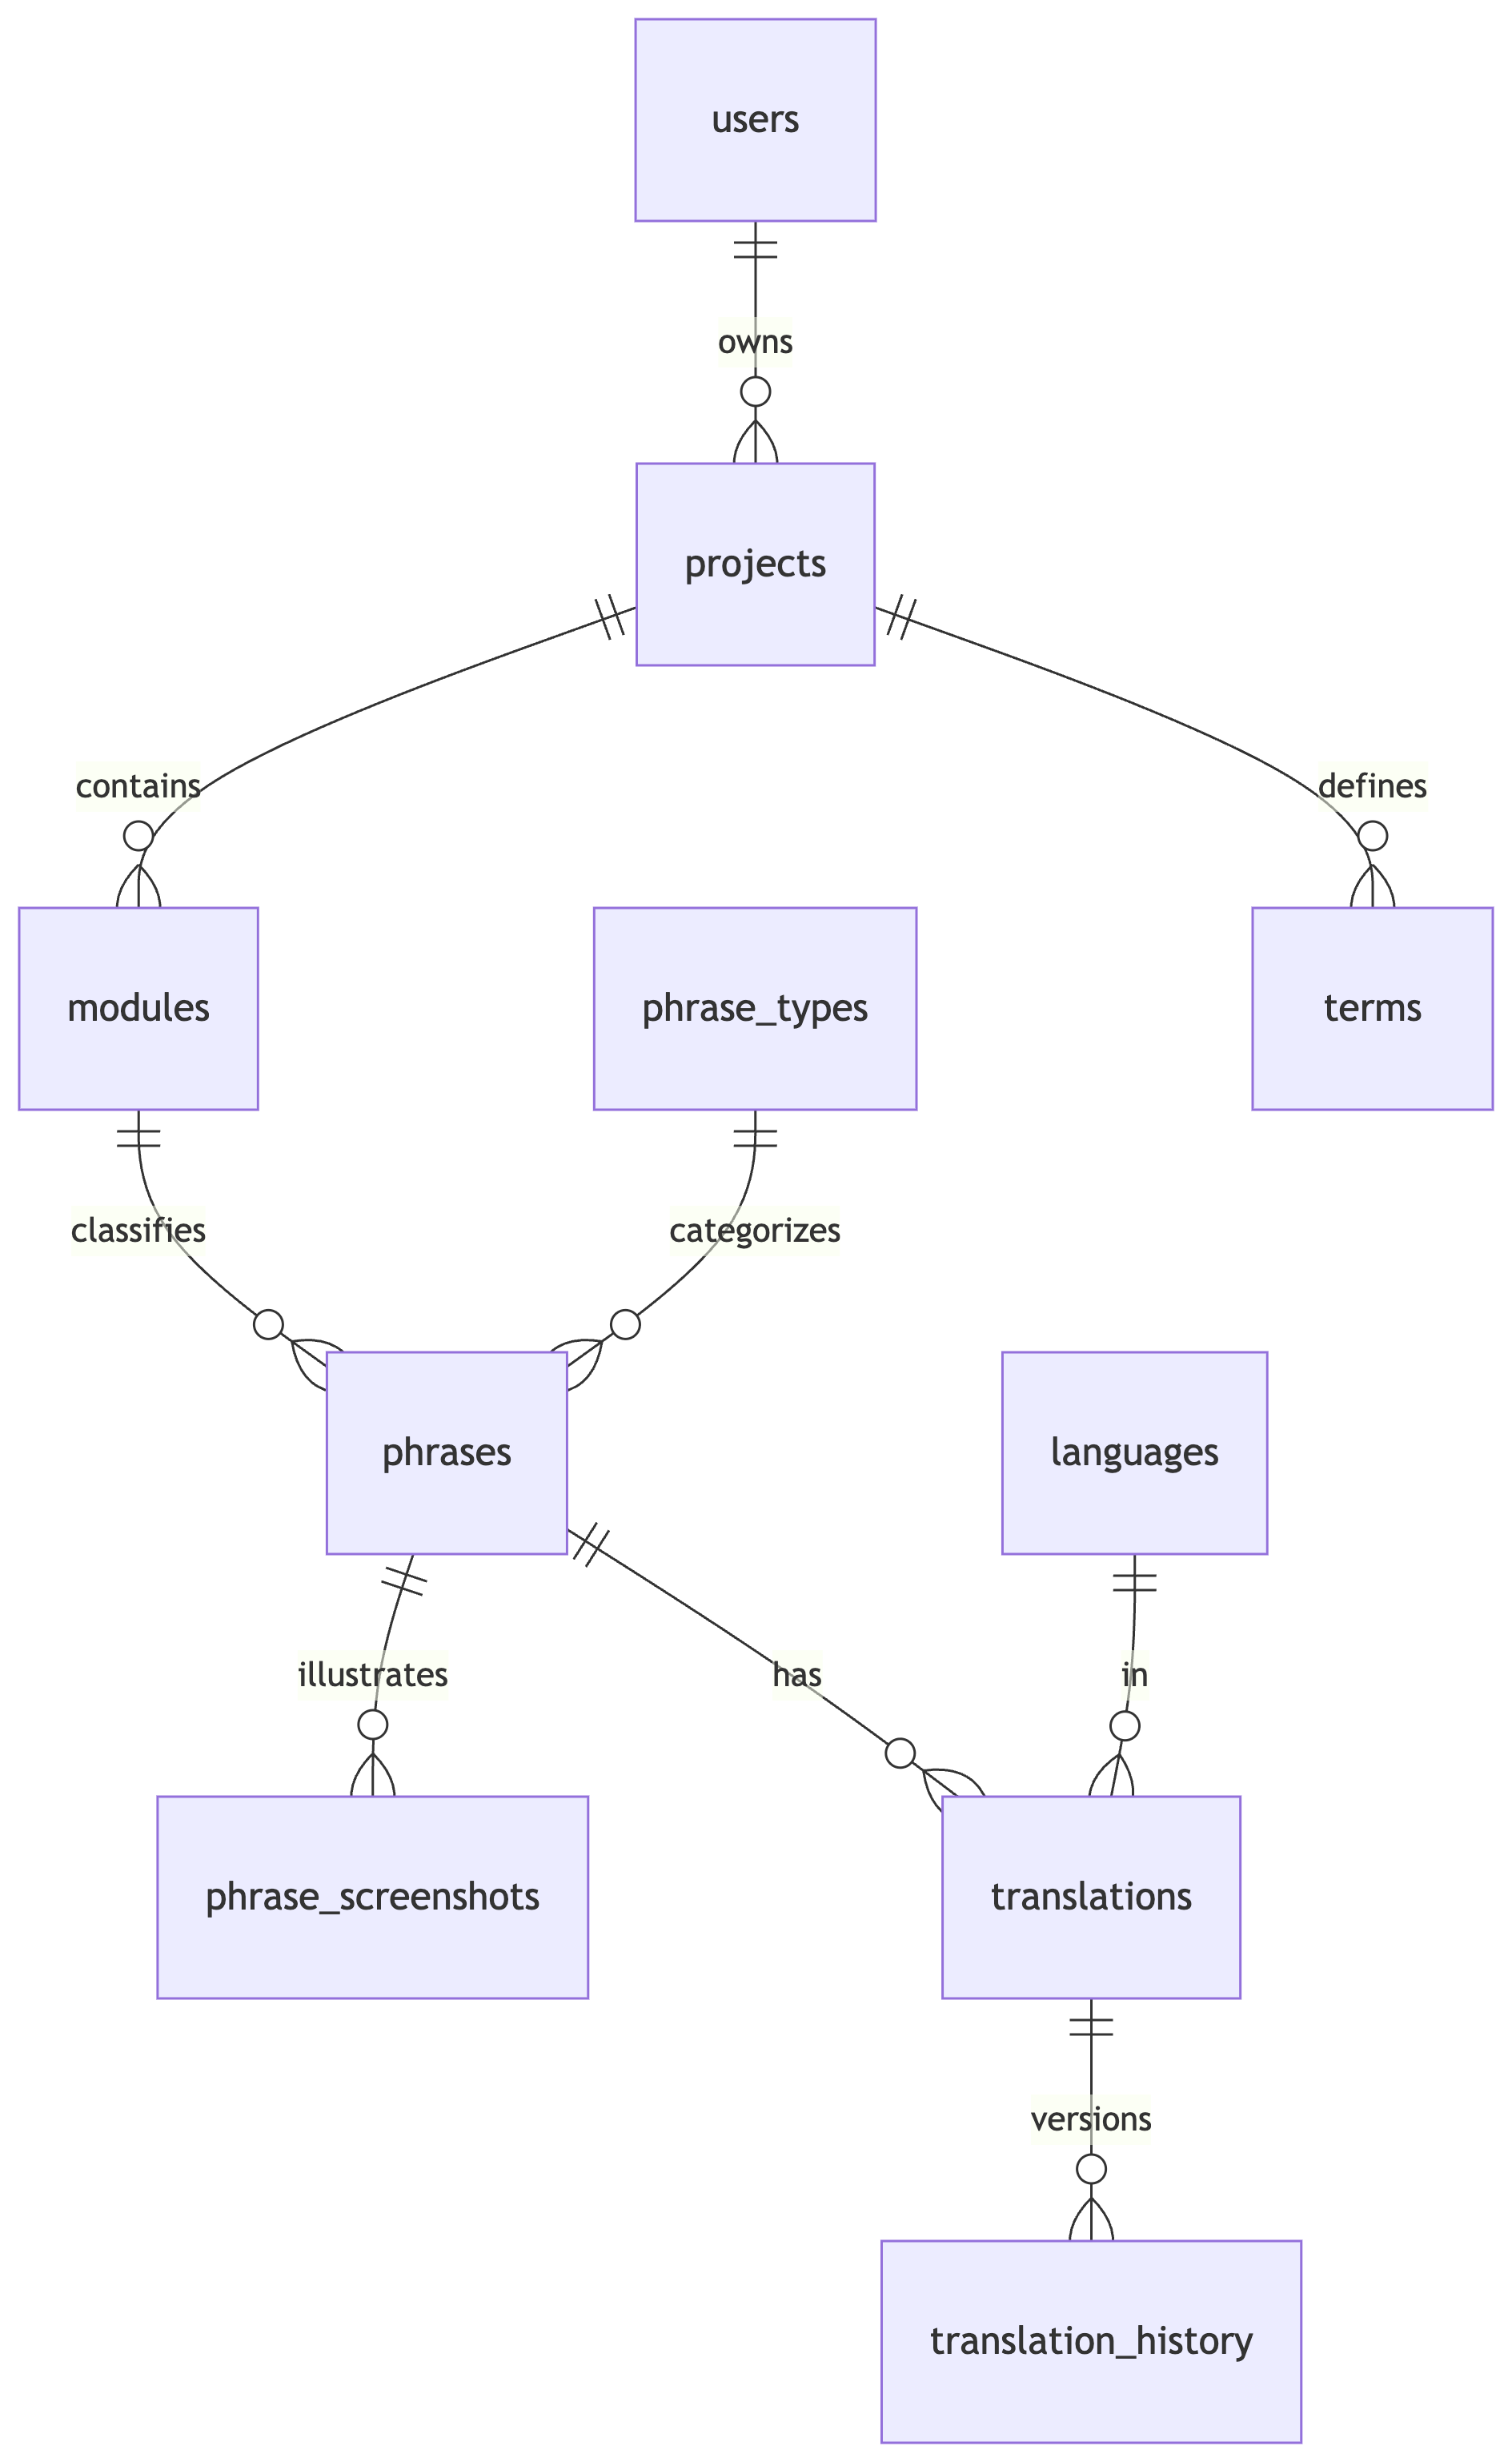 users
owns
projects
contains
defines
modules
phrase_types
terms
classifies
categorizes
phrases
languages
illustrates
has
in
phrase_screenshots
translations
versions
translation_history